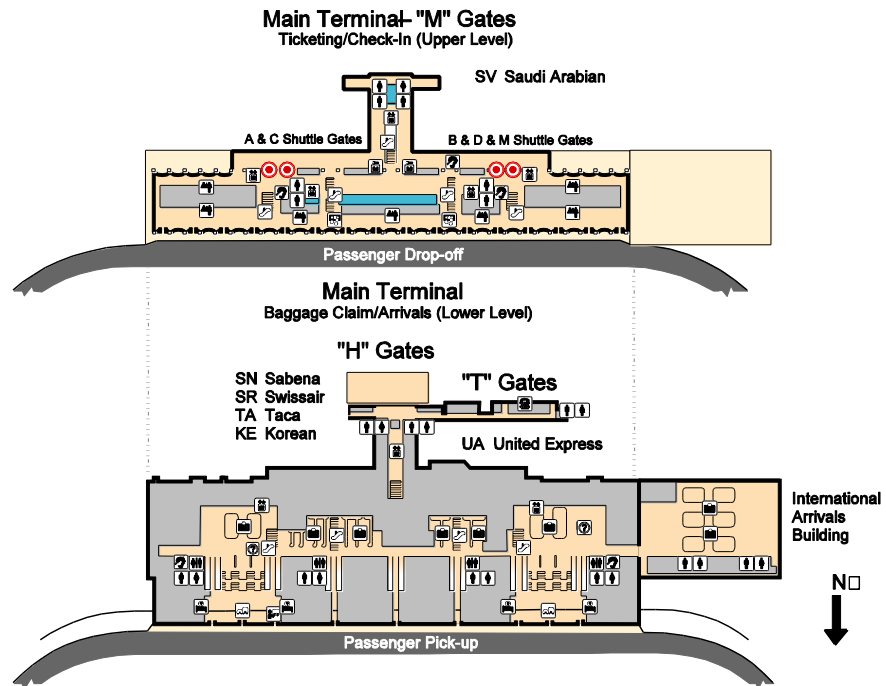 Main Terminal- "M" Gates
Ticketing/Check-In (Upper Level)
SV Saudi Arabian
A & C Shuttle Gates
B & D & M Shuttle Gates
Passenger Drop-off
Main Terminal
Baggage Claim/Arrivals (Lower Level)
"H" Gates
SN Sabena
SR Swissair
TA Taca
KE Korean
"T" Gates
UA United Express
International
Arrivals
Building
N
Passenger Pick-up